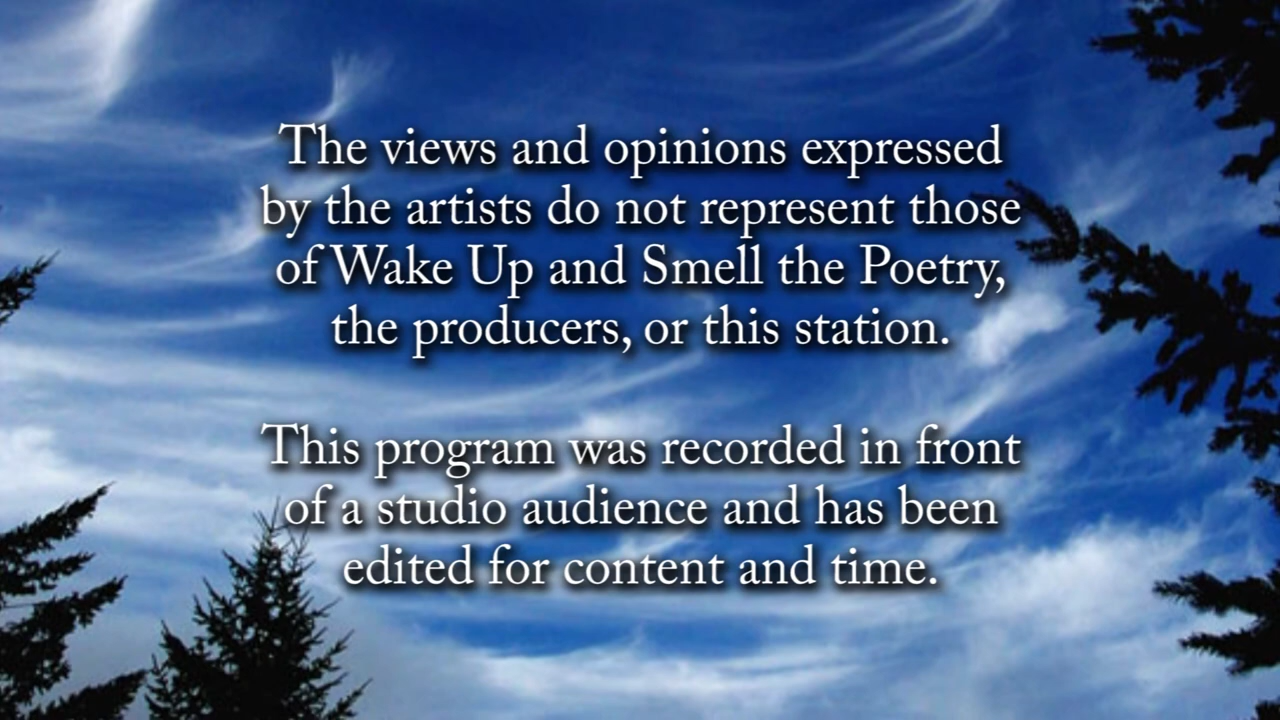 The views and opinions expressed
by the artists do not represent those
of Wake Up and Smell the Poetry,
the producers, or this station.
This program was recorded in front
of a studio audience and has been
edited for content and time.